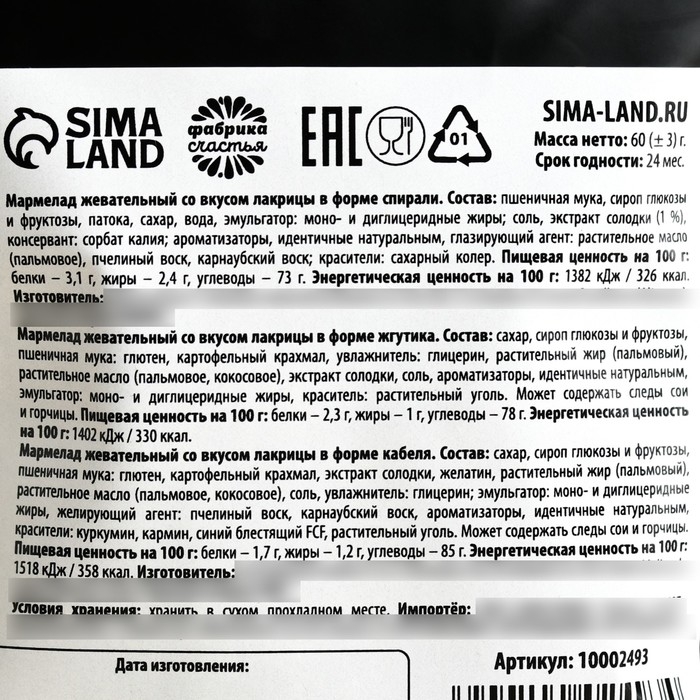 SIMA
LAND
фабрика
счастья
EAC
01
SIMA-LAND.RU
Масса нетто: 60 (± 3) г.
Срок годности: 24 мес.
Мармелад жевательный со вкусом лакрицы в форме спирали. Состав: пшеничная мука, сироп глюкозы
и фруктозы, патока, сахар, вода, эмульгатор: моно- и диглицеридные жиры; соль, экстракт солодки (1 %),
консервант: сорбат калия; ароматизаторы, идентичные натуральным, глазирующий агент: растительное масло
(пальмовое), пчелиный воск, карнаубский воск; красители: сахарный колер. Пищевая ценность на 100 г:
белки – 3,1 г, жиры – 2,4 г, углеводы – 73 г. Энергетическая ценность на 100 г: 1382 кДж / 326 ккал.
Изготовитель:
Мармелад жевательный со вкусом лакрицы в форме жгутика. Состав: сахар, сироп глюкозы и фруктозы,
пшеничная мука: глютен, картофельный крахмал, увлажнитель: глицерин, растительный жир (пальмовый),
растительное масло (пальмовое, кокосовое), экстракт солодки, соль, ароматизаторы, идентичные натуральным,
эмульгатор: моно- и диглицеридные жиры, краситель: растительный уголь. Может содержать следы сои
и горчицы. Пищевая ценность на 100 г: белки – 2,3 г, жиры – 1 г, углеводы – 78 г. Энергетическая ценность
на 100 г: 1402 кДж / 330 ккал.
Мармелад жевательный со вкусом лакрицы в форме кабеля. Состав: сахар, сироп глюкозы и фруктозы,
пшеничная мука: глютен, картофельный крахмал, экстракт солодки, желатин, растительный жир (пальмовый),
растительное масло (пальмовое, кокосовое), соль, увлажнитель: глицерин; эмульгатор: моно- и диглицеридные
жиры, желирующий агент: пчелиный воск, карнаубский воск, ароматизаторы, идентичные натуральным,
красители: куркумин, кармин, синий блестящий FCF, растительный уголь. Может содержать следы сои и горчицы.
Пищевая ценность на 100 г: белки – 1,7 г, жиры – 1,2 г, углеводы – 85 г. Энергетическая ценность на 100 г:
1518 кДж / 358 ккал. Изготовитель:
Условия хранения: хранить в сухом прохладном месте. Импортёр:
Дата изготовления:
Артикул: 10002493